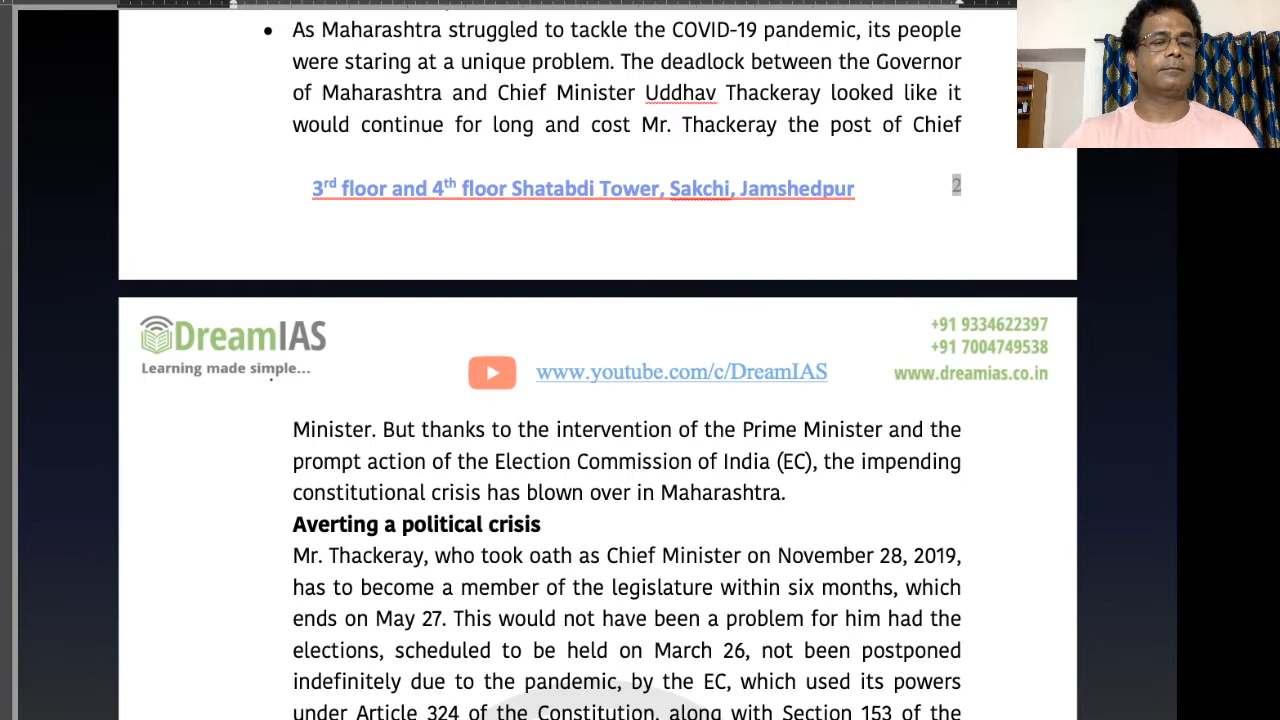 • As Maharashtra struggled to tackle the COVID-19 pandemic, its people
were staring at a unique problem. The deadlock between the Governor
of Maharashtra and Chief Minister Uddhav Thackeray looked like it
would continue for long and cost Mr. Thackeray the post of Chief
3rd floor and 4th floor Shatabdi Tower, Sakchi, Jamshedpur
2
DreamIAS
Learning made simple...
www.youtube.com/c/DreamIAS
+91 9334622397
+91 7004749538
www.dreamias.co.in
Minister. But thanks to the intervention of the Prime Minister and the
prompt action of the Election Commission of India (EC), the impending
constitutional crisis has blown over in Maharashtra.
Averting a political crisis
Mr. Thackeray, who took oath as Chief Minister on November 28, 2019,
has to become a member of the legislature within six months, which
ends on May 27. This would not have been a problem for him had the
elections, scheduled to be held on March 26, not been postponed
indefinitely due to the pandemic, by the EC, which used its powers
under Article 324 of the Constitution, along with Section 153 of the